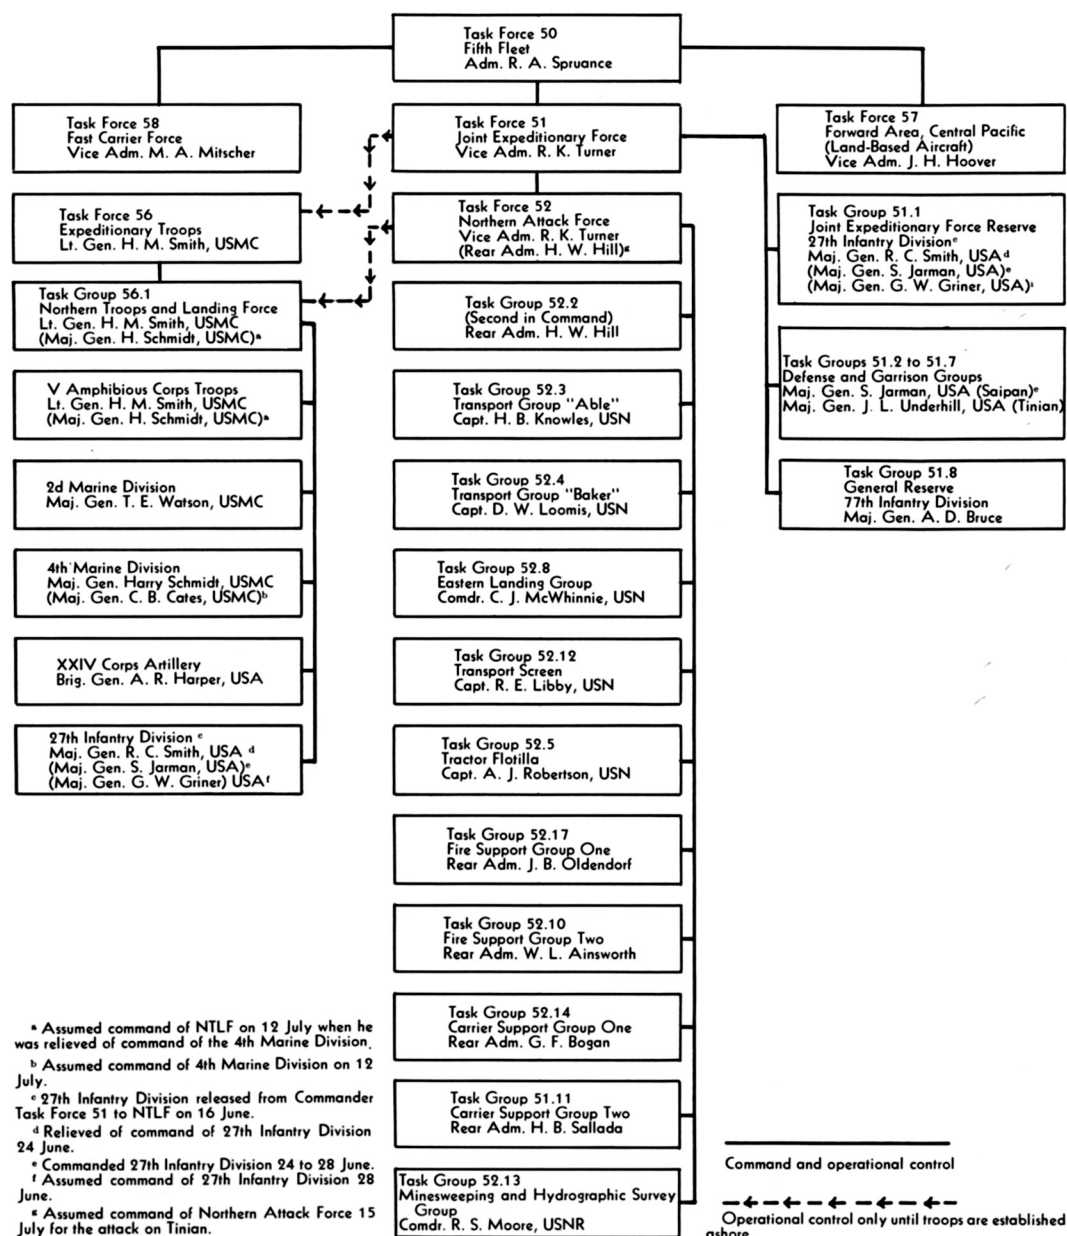 Task Force 50
Fifth Fleet
Adm. R. A. Spruance
Task Force 58
Fast Carrier Force
Vice Adm. M. A. Mitscher
Task Force 51
Joint Expeditionary Force
Vice Adm. R. K. Turner
Task Force 57
Forward Area, Central Pacific
(Land-Based Aircraft)
Vice Adm. J. H. Hoover
Task Force 56
Expeditionary Troops
Lt. Gen. H. M. Smith, USMC
Task Group 56.1
Northern Troops and Landing Force
Lt. Gen. H. M. Smith, USMC
(Maj. Gen. H. Schmidt, USMC)ᵃ
V Amphibious Corps Troops
Lt. Gen. H. M. Smith, USMC
(Maj. Gen. H. Schmidt, USMC)ᵃ
2d Marine Division
Maj. Gen. T. E. Watson, USMC
4th Marine Division
Maj. Gen. Harry Schmidt, USMC
(Maj. Gen. C. B. Cates, USMC)ᵇ
XXIV Corps Artillery
Brig. Gen. A. R. Harper, USA
27th Infantry Division ᶜ
Maj. Gen. R. C. Smith, USA ᵈ
(Maj. Gen. S. Jarman, USA)ᵉ
(Maj. Gen. G. W. Griner) USAᶠ
Task Force 52
Northern Attack Force
Vice Adm. R. K. Turner
(Rear Adm. H. W. Hill)ᵍ
Task Group 52.2
(Second in Command)
Rear Adm. H. W. Hill
Task Group 52.3
Transport Group "Able"
Capt. H. B. Knowles, USN
Task Group 52.4
Transport Group "Baker"
Capt. D. W. Loomis, USN
Task Group 52.8
Eastern Landing Group
Comdr. C. J. McWhinnie, USN
Task Group 52.12
Transport Screen
Capt. R. E. Libby, USN
Task Group 52.5
Tractor Flotilla
Capt. A. J. Robertson, USN
Task Group 52.17
Fire Support Group One
Rear Adm. J. B. Oldendorf
Task Group 52.10
Fire Support Group Two
Rear Adm. W. L. Ainsworth
Task Group 52.14
Carrier Support Group One
Rear Adm. G. F. Bogan
Task Group 51.11
Carrier Support Group Two
Rear Adm. H. B. Sallada
Task Group 52.13
Minesweeping and Hydrographic Survey
Group
Comdr. R. S. Moore, USNR
Task Group 51.1
Joint Expeditionary Force Reserve
27th Infantry Divisionᶜ
Maj. Gen. R. C. Smith, USAᵈ
(Maj. Gen. S. Jarman, USA)ᵉ
(Maj. Gen. G. W. Griner, USA)ᶠ
Task Groups 51.2 to 51.7
Defense and Garrison Groups
Maj. Gen. S. Jarman, USA (Saipan)ᵉ
Maj. Gen. J. L. Underhill, USA (Tinian)
Task Group 51.8
General Reserve
77th Infantry Division
Maj. Gen. A. D. Bruce
ᵃ Assumed command of NTLF on 12 July when he
was relieved of command of the 4th Marine Division.
ᵇ Assumed command of 4th Marine Division on 12
July.
ᶜ 27th Infantry Division released from Commander
Task Force 51 to NTLF on 16 June.
ᵈ Relieved of command of 27th Infantry Division
24 June.
ᵉ Commanded 27th Infantry Division 24 to 28 June.
ᶠ Assumed command of 27th Infantry Division 28
June.
ᵍ Assumed command of Northern Attack Force 15
July for the attack on Tinian.
Command and operational control
Operational control only until troops are established
ashore